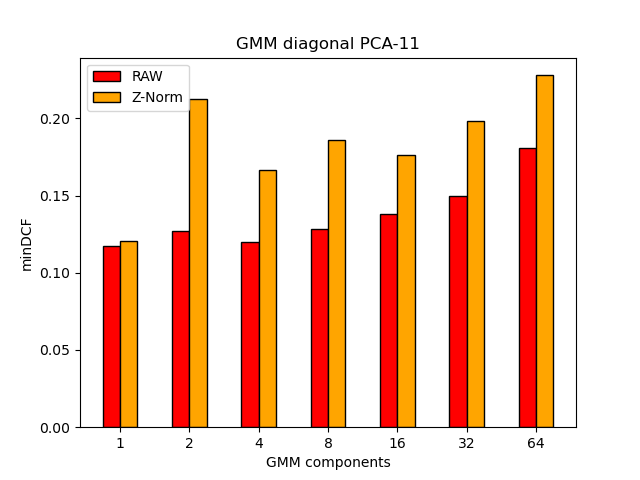 GMM diagonal PCA-11
RAW
Z-Norm
0.20
0.15
0.10
0.05
0.00
minDCF
1 2 4 8 16 32 64
GMM components